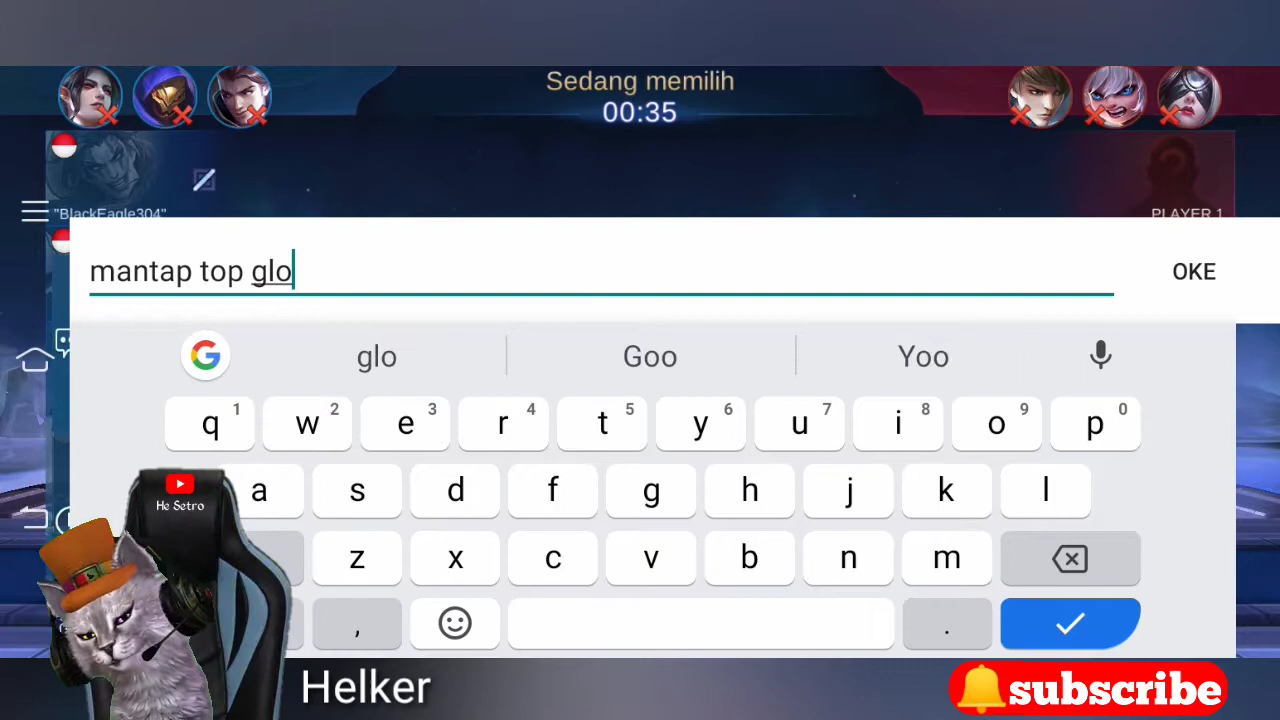 Sedang memilih
00:35
"BlackEagle304"
PLAYER 1
mantap top glo
OKE
glo Goo Yoo
q 1 w 2 e 3 r 4 t 5 y 6 u 7 i 8 o 9 p 0
a s d f g h j k l
He Setro
z x c v b n m
, .
Helker
subscribe